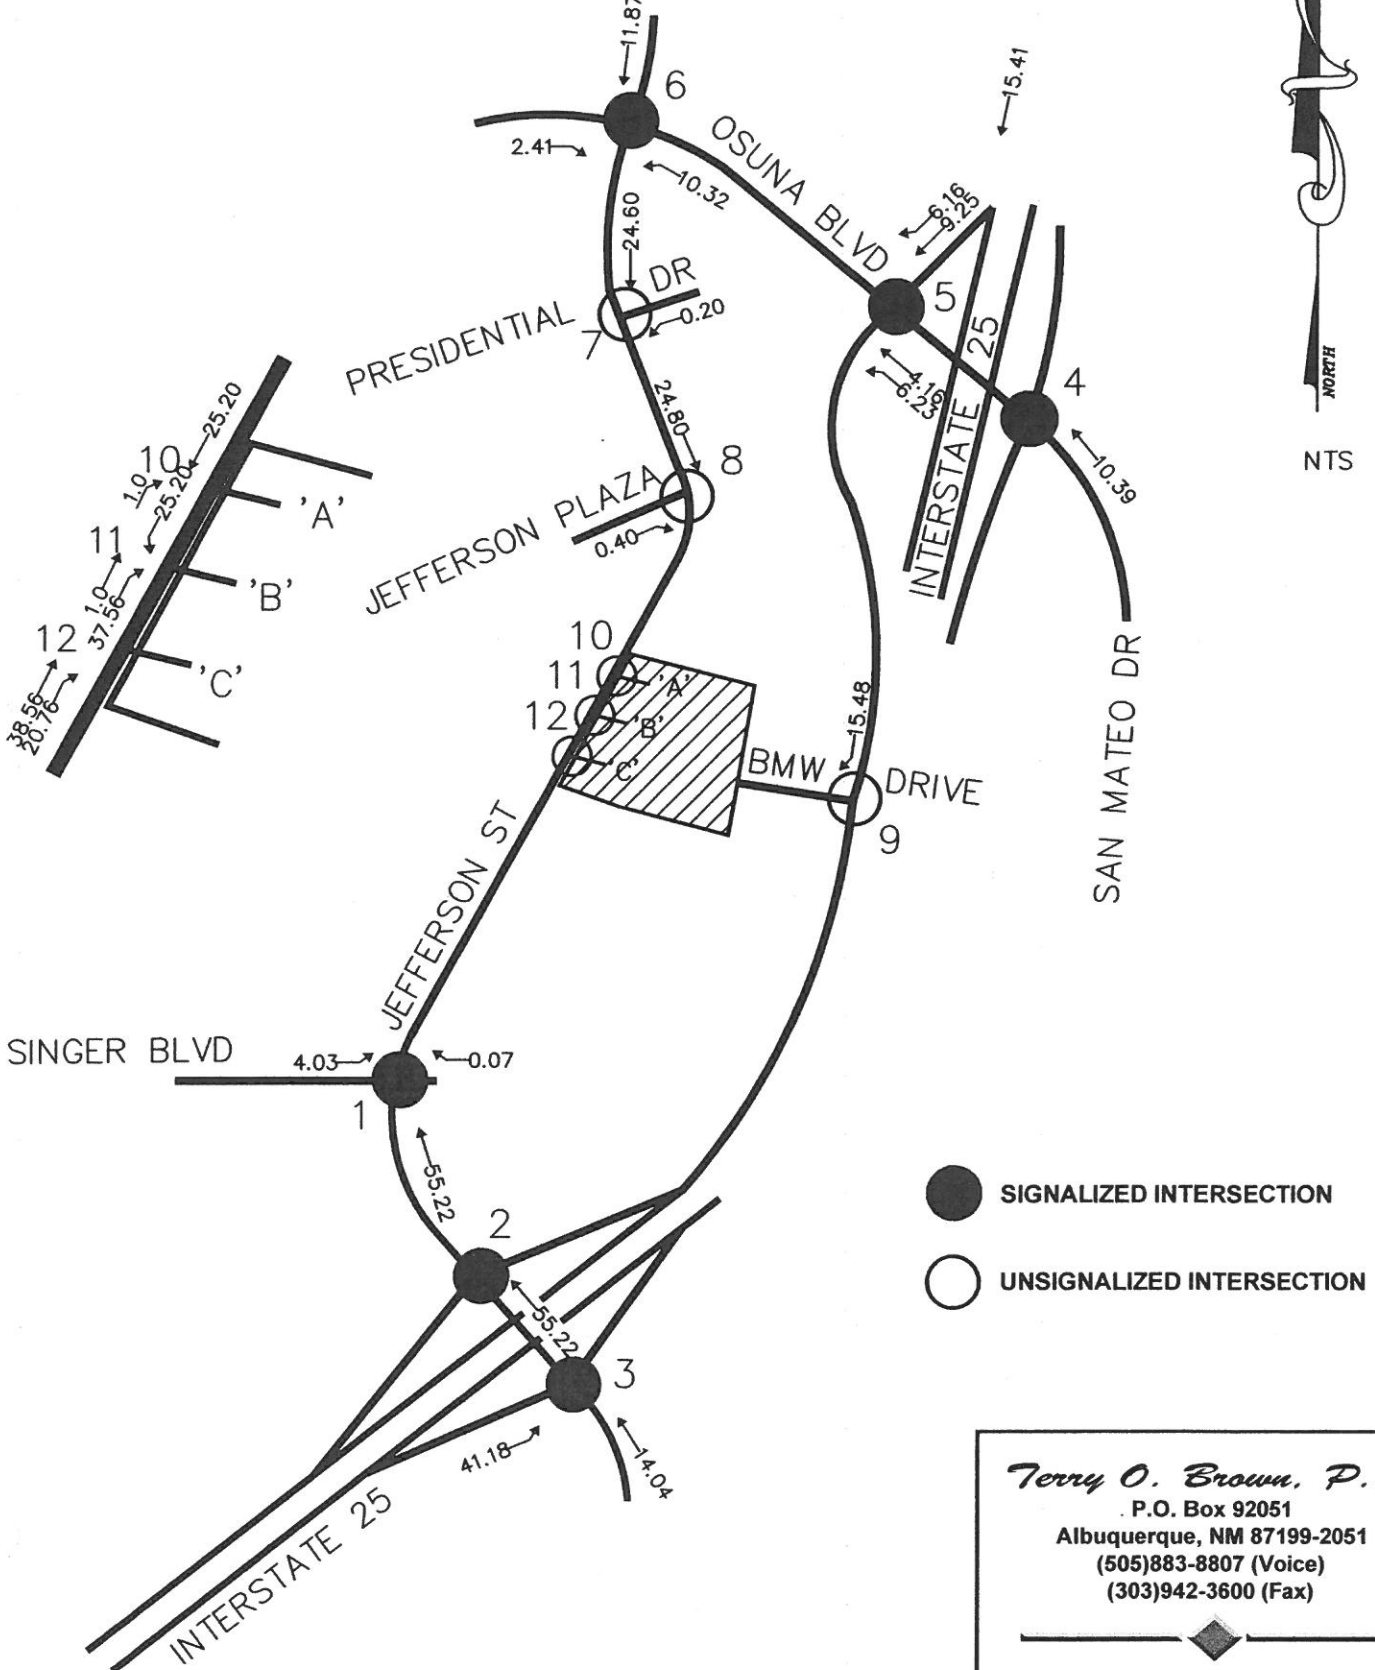 11.87
6
15.41
OSUNA BLVD
2.41
10.32
6.16
9.25
24.60
PRESIDENTIAL DR
7
0.20
5
4.16
6.23
INTERSTATE 25
4
10.39
NORTH
NTS
24.80
8
JEFFERSON PLAZA
0.40
25.20
10
1.0
25.20
'A'
11
1.0
37.56
'B'
12
38.56
20.76
'C'
10
11
12
'A'
'B'
'C'
15.48
BMW DRIVE
9
SAN MATEO DR
JEFFERSON ST
SINGER BLVD
4.03
0.07
1
55.22
2
55.22
3
41.18
14.04
INTERSTATE 25
SIGNALIZED INTERSECTION
UNSIGNALIZED INTERSECTION
Terry O. Brown, P.
P.O. Box 92051
Albuquerque, NM 87199-2051
(505)883-8807 (Voice)
(303)942-3600 (Fax)